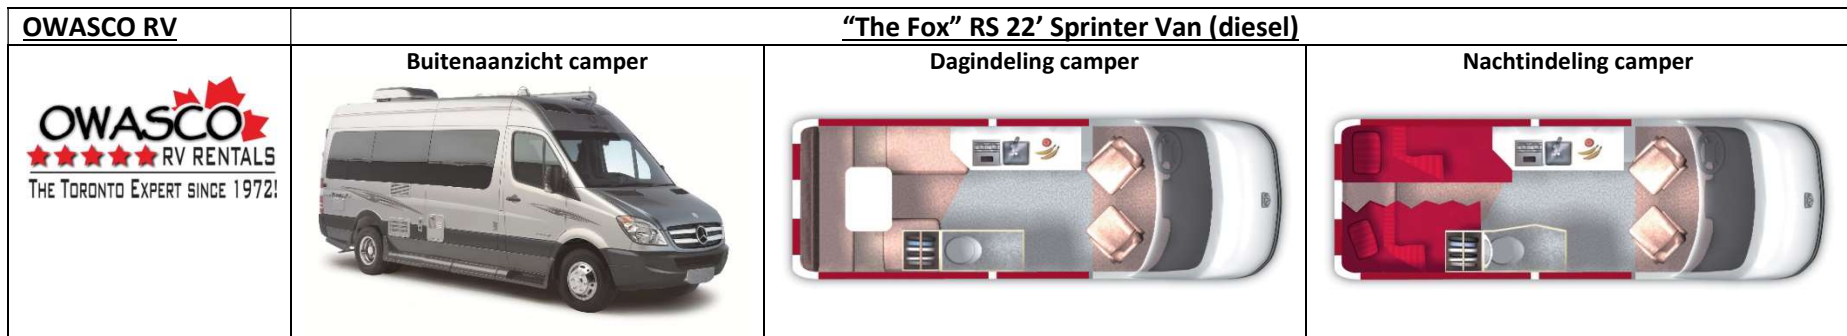 OWASCO RV
“The Fox” RS 22’ Sprinter Van (diesel)
Buitenaanzicht camper
Dagindeling camper
Nachtindeling camper
OWASCO
RV RENTALS
THE TORONTO EXPERT SINCE 1972!